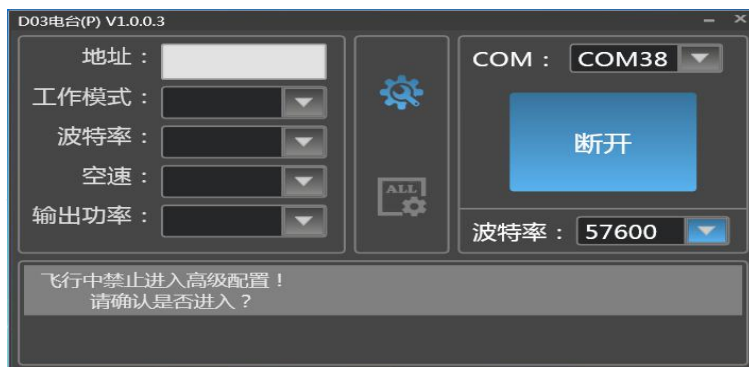 D03电台(P) V1.0.0.3
地址：
工作模式：
波特率：
空速：
输出功率：
ALL
COM： COM38
断开
波特率： 57600
飞行中禁止进入高级配置！
请确认是否进入？